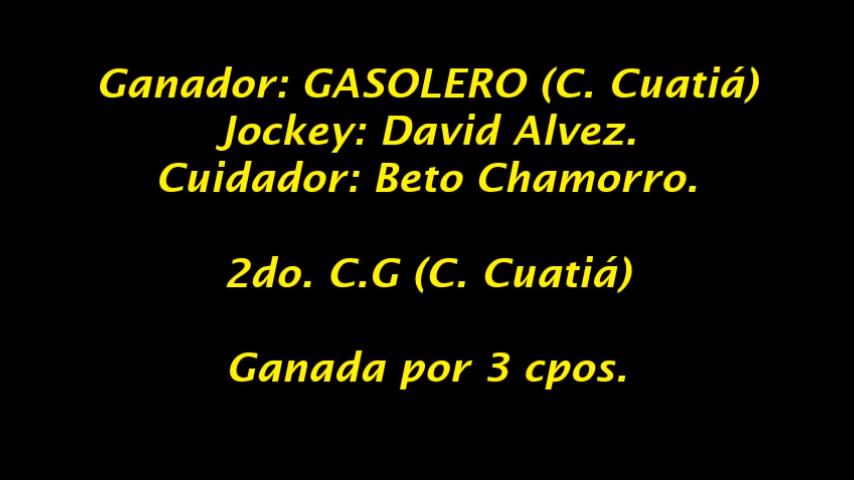 Ganador: GASOLERO (C. Cuatiá)
Jockey: David Alvez.
Cuidador: Beto Chamorro.
2do. C.G (C. Cuatiá)
Ganada por 3 cpos.